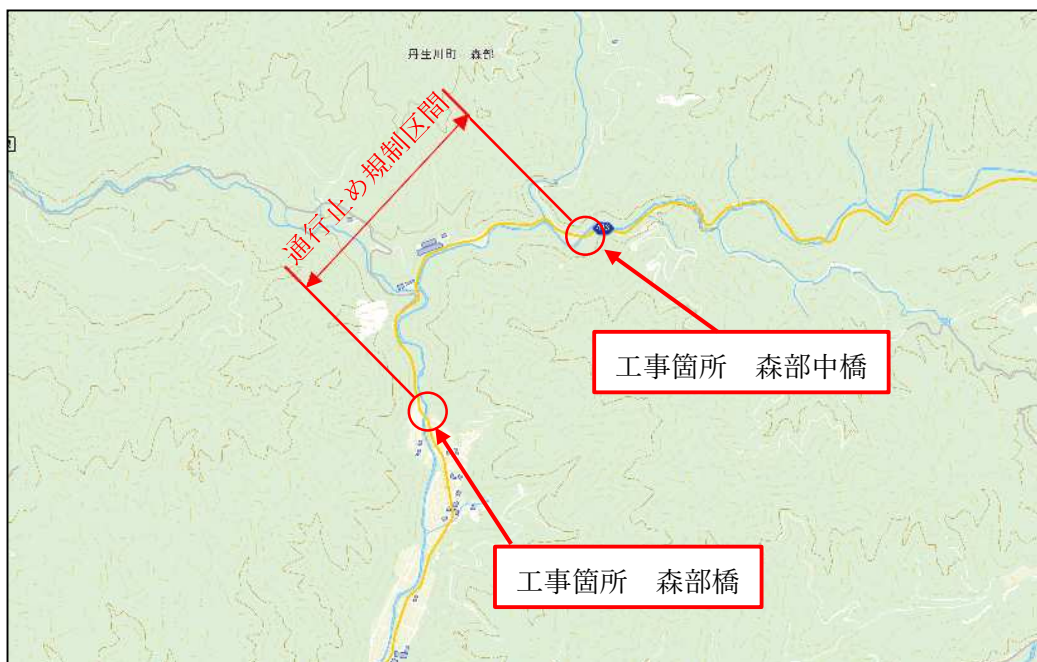 丹生川町 森部
通行止め規制区間
工事箇所 森部中橋
工事箇所 森部橋